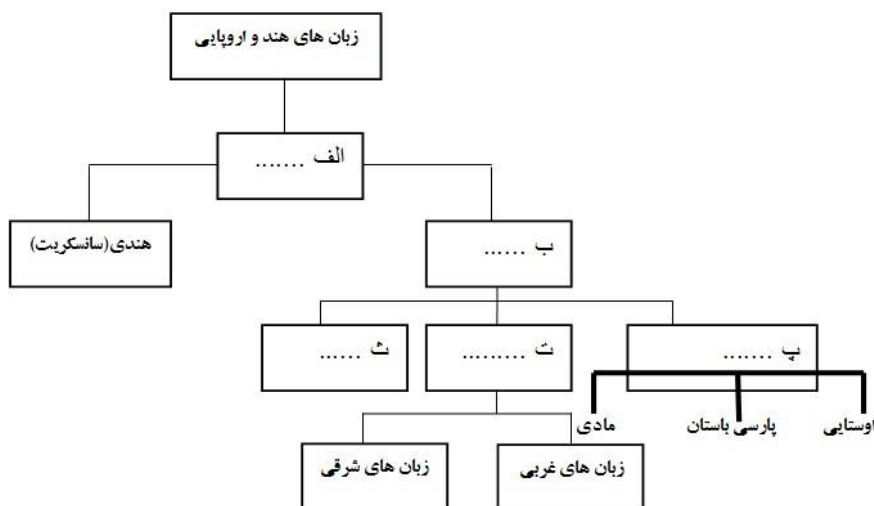 زبان های هند و اروپایی
الف .......
هندی(سانسکریت)
ب ......
پ .......
ت .........
ث ......
اوستایی
پارسی باستان
مادی
زبان های غربی
زبان های شرقی